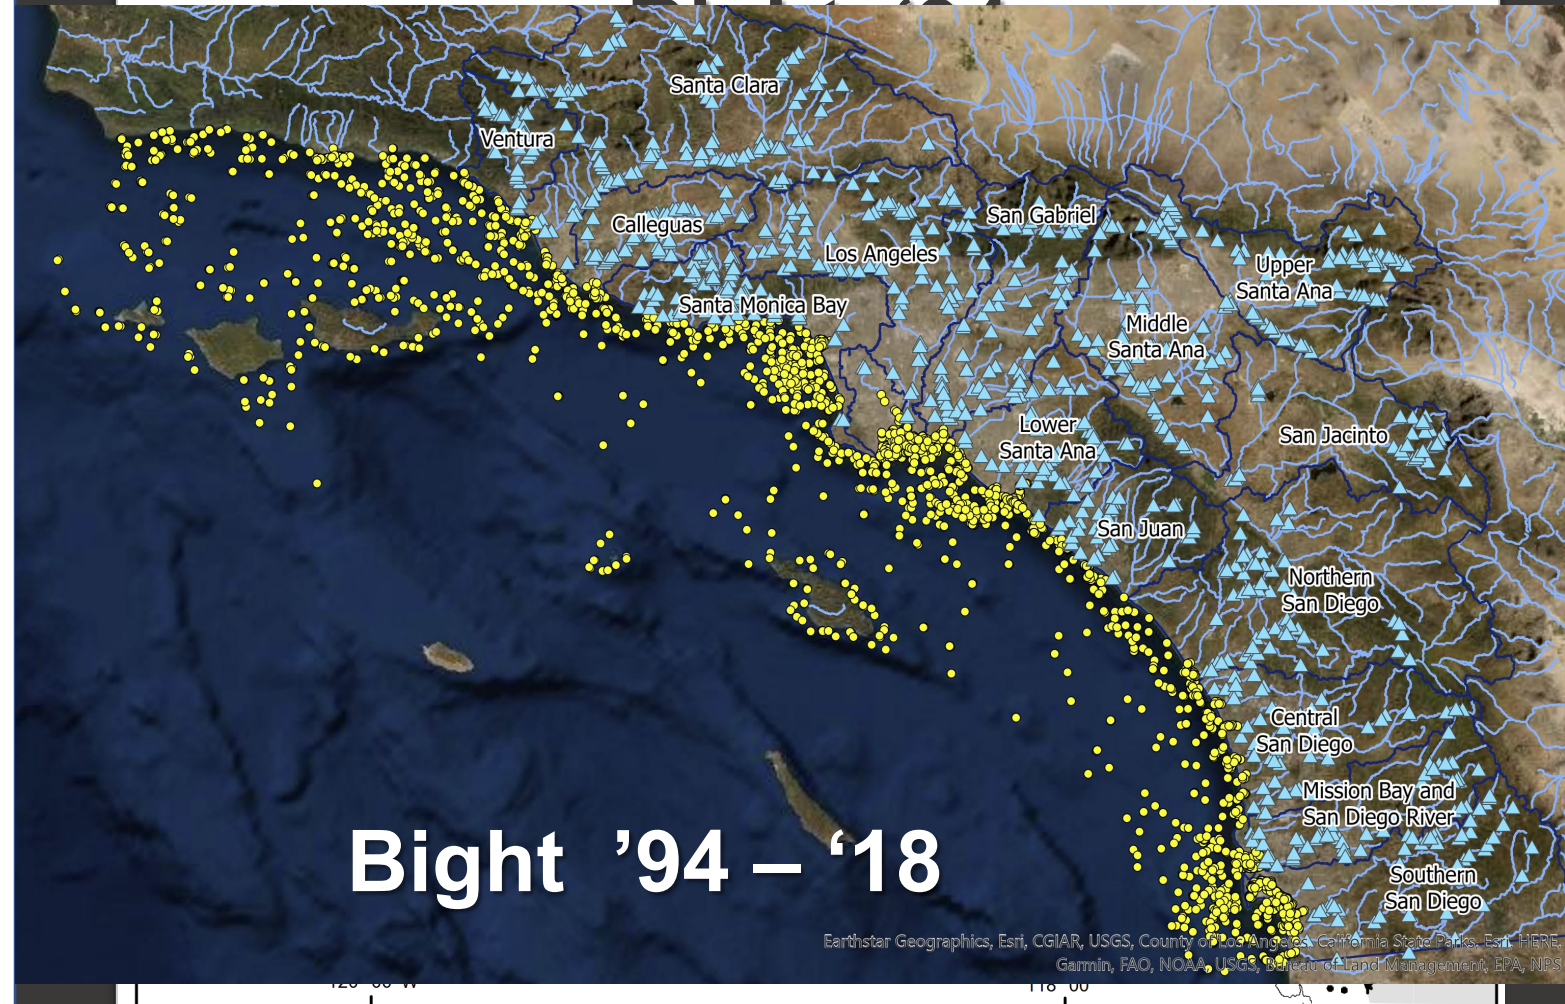 Santa Clara
Ventura
Calleguas
San Gabriel
Los Angeles
Upper
Santa Ana
Santa Monica Bay
Middle
Santa Ana
Lower
Santa Ana
San Jacinto
San Juan
Northern
San Diego
Central
San Diego
Mission Bay and
San Diego River
Southern
San Diego
Bight ’94 – ‘18
Earthstar Geographics, Esri, CGIAR, USGS, County of Los Angeles, California State Parks, Esri, HERE,
Garmin, FAO, NOAA, USGS, Bureau of Land Management, EPA, NPS